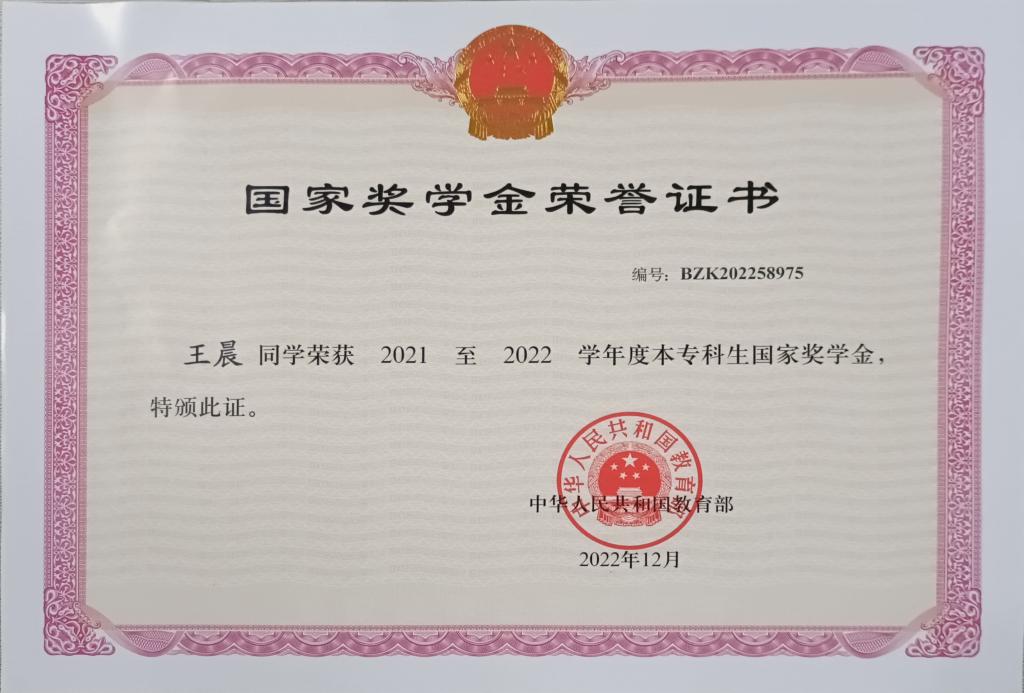 国家奖学金荣誉证书
编号：BZK202258975
王晨 同学荣获 2021 至 2022 学年度本专科生国家奖学金，
特颁此证。
中华人民共和国教育部
中华人民共和国教育部
2022年12月